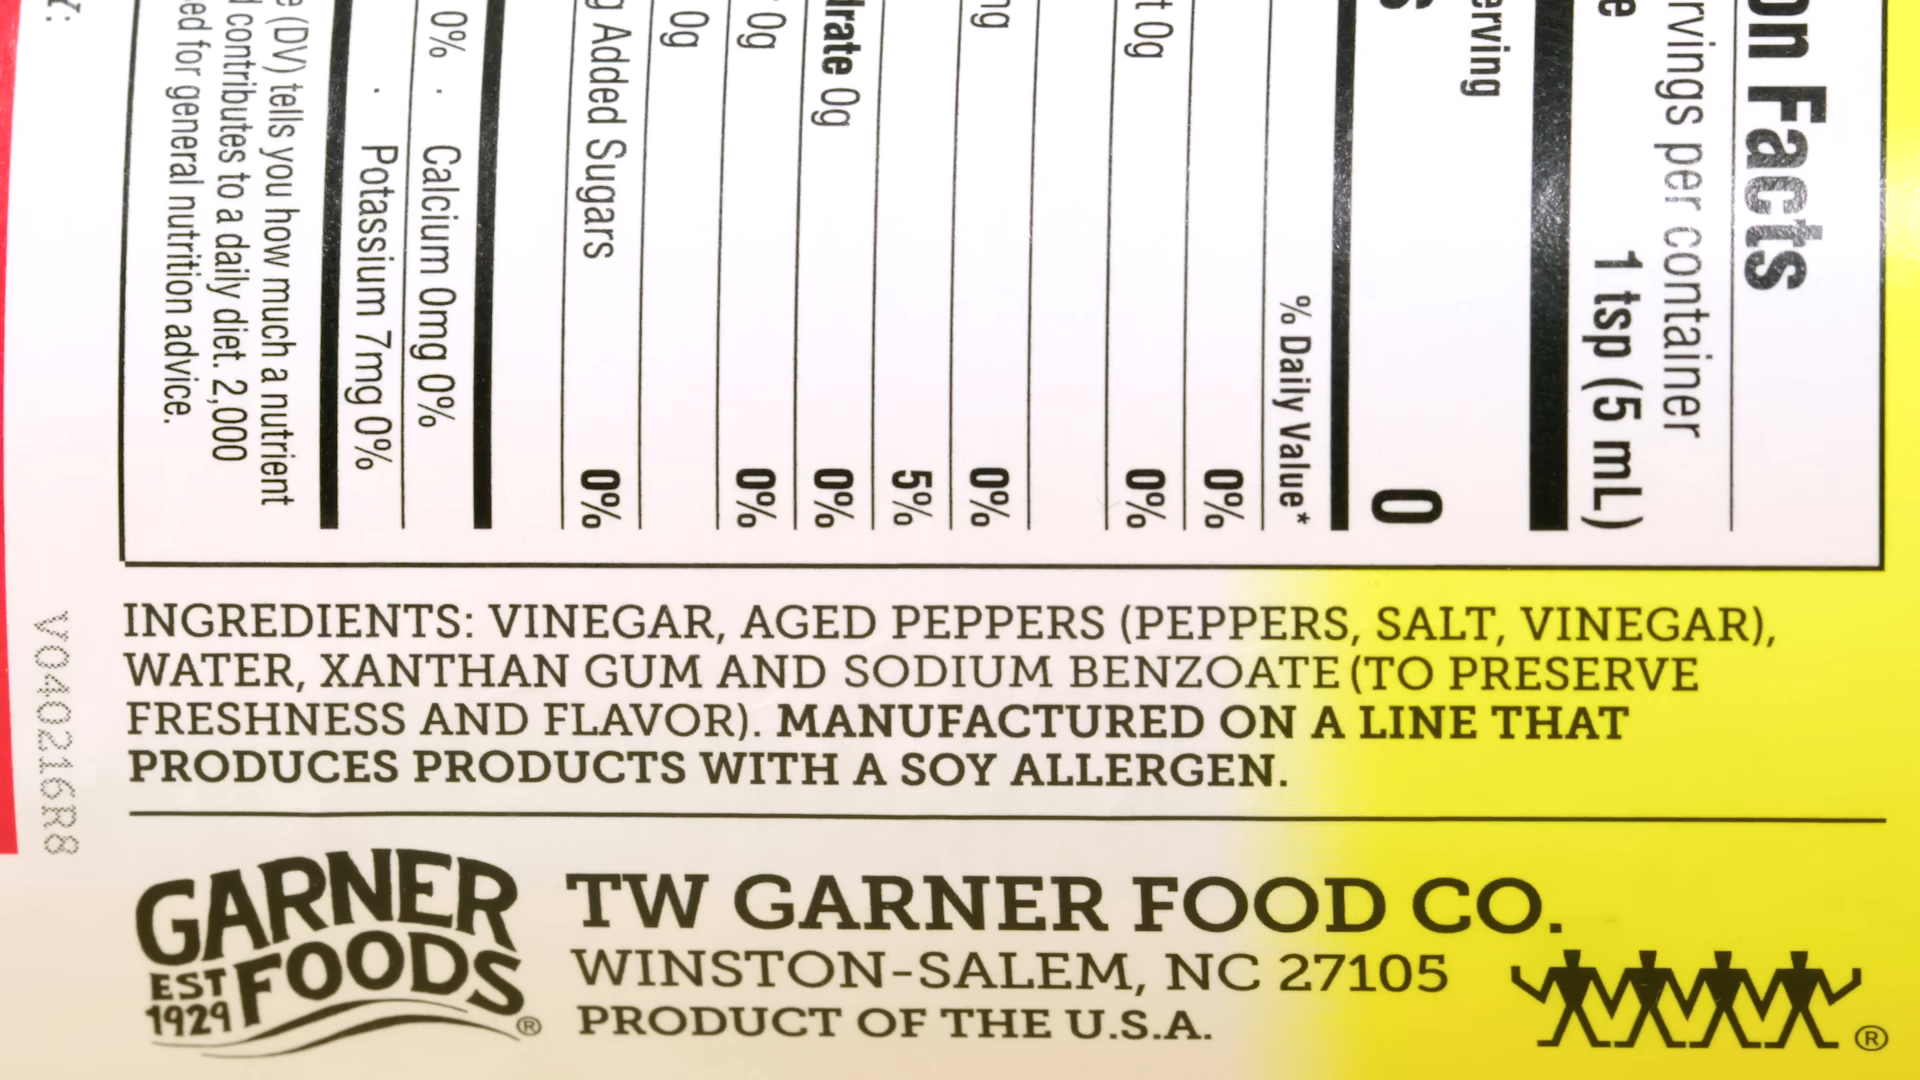 on Facts
rvings per container
1 tsp (5 mL)
erving
0
% Daily Value*
0%
t 0g 0%
0%
5%
drate 0g 0%
0g 0%
0g
g Added Sugars 0%
0% . Calcium 0mg 0%
. Potassium 7mg 0%
(DV) tells you how much a nutrient
contributes to a daily diet. 2,000
ed for general nutrition advice.
INGREDIENTS: VINEGAR, AGED PEPPERS (PEPPERS, SALT, VINEGAR),
WATER, XANTHAN GUM AND SODIUM BENZOATE (TO PRESERVE
FRESHNESS AND FLAVOR). MANUFACTURED ON A LINE THAT
PRODUCES PRODUCTS WITH A SOY ALLERGEN.
V040216R8
GARNER
FOODS
EST
1929
®
TW GARNER FOOD CO.
WINSTON-SALEM, NC 27105
PRODUCT OF THE U.S.A.
®